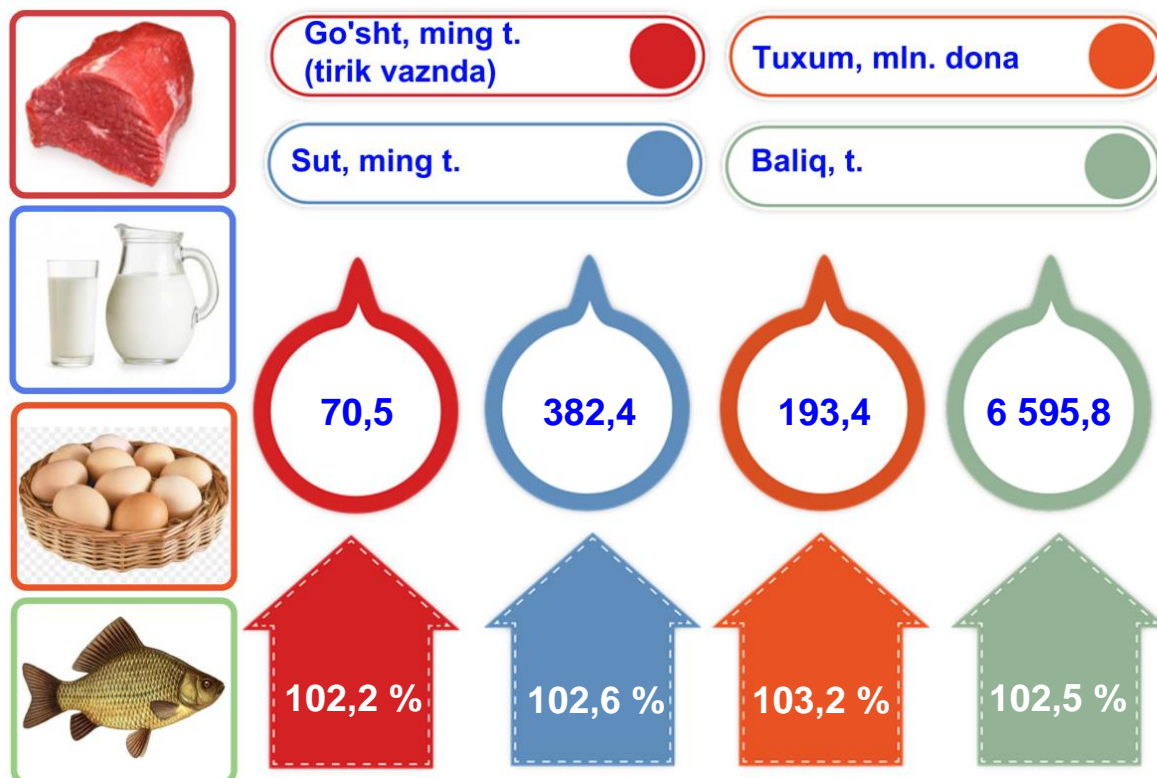 Go'sht, ming t.
(tirik vaznda)
Tuxum, mln. dona
Sut, ming t.
Baliq, t.
70,5
382,4
193,4
6 595,8
102,2 %
102,6 %
103,2 %
102,5 %